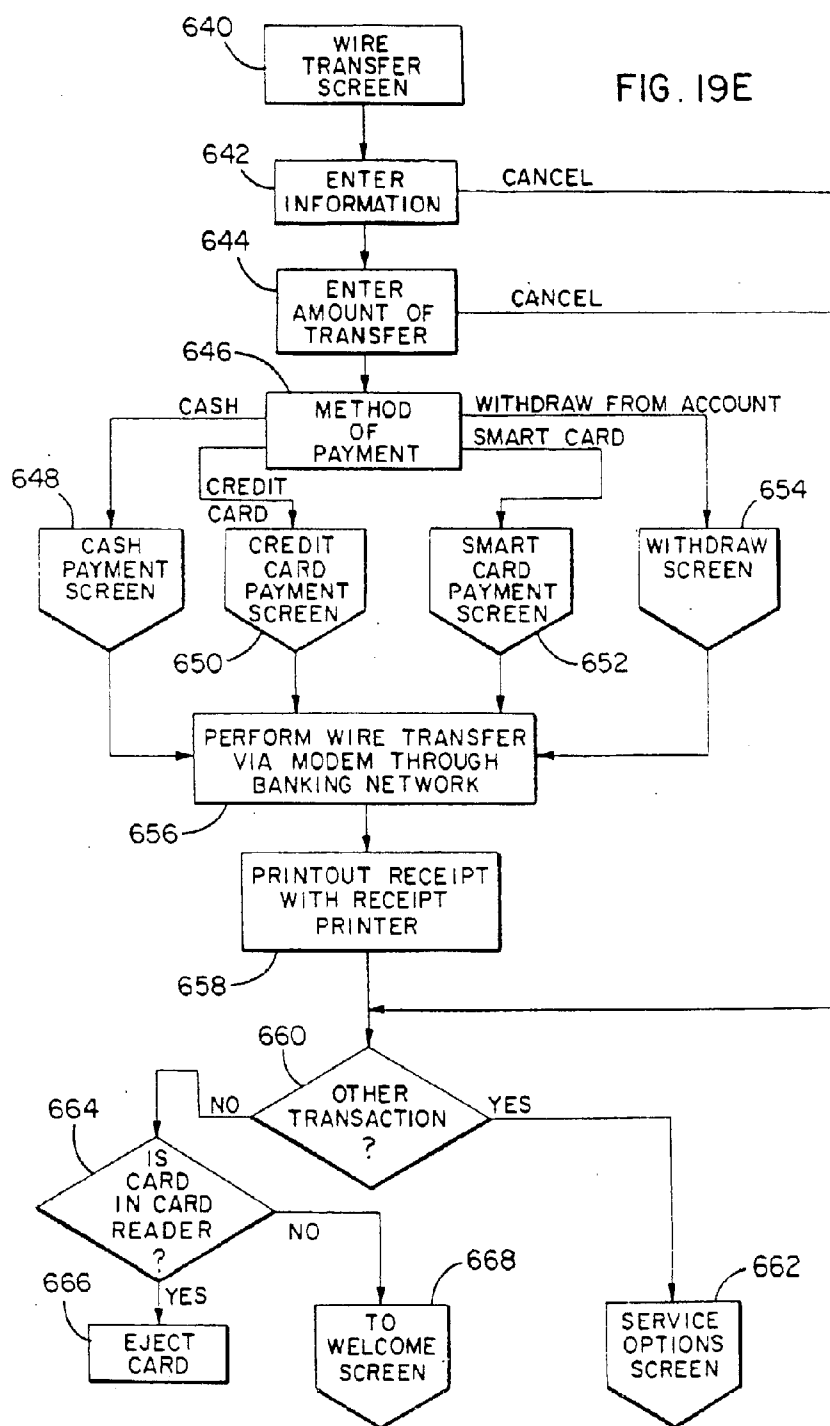 640
WIRE
TRANSFER
SCREEN
FIG. 19E
642
ENTER
INFORMATION
CANCEL
644
ENTER
AMOUNT OF
TRANSFER
CANCEL
646
METHOD
OF
PAYMENT
CASH
WITHDRAW FROM ACCOUNT
SMART CARD
CREDIT
CARD
648
CASH
PAYMENT
SCREEN
CREDIT
CARD
PAYMENT
SCREEN
650
SMART
CARD
PAYMENT
SCREEN
652
654
WITHDRAW
SCREEN
PERFORM WIRE TRANSFER
VIA MODEM THROUGH
BANKING NETWORK
656
PRINTOUT RECEIPT
WITH RECEIPT
PRINTER
658
660
OTHER
TRANSACTION
?
NO
YES
664
IS
CARD
IN CARD
READER
?
NO
YES
666
EJECT
CARD
668
TO
WELCOME
SCREEN
662
SERVICE
OPTIONS
SCREEN